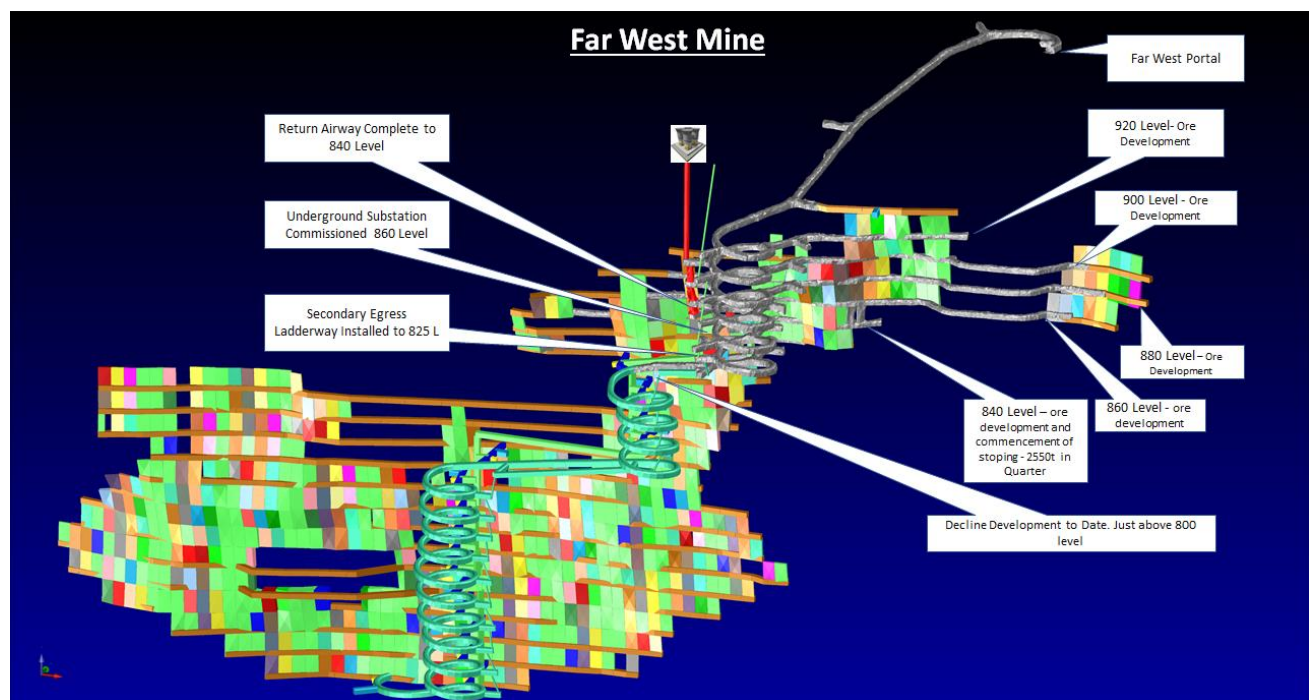 Far West Mine
Far West Portal
Return Airway Complete to
840 Level
920 Level- Ore
Development
900 Level - Ore
Development
Underground Substation
Commissioned 860 Level
Secondary Egress
Ladderway Installed to 825 L
880 Level – Ore
Development
860 Level - ore
development
840 Level – ore
development and
commencement of
stoping - 2550t in
Quarter
Decline Development to Date. Just above 800
level